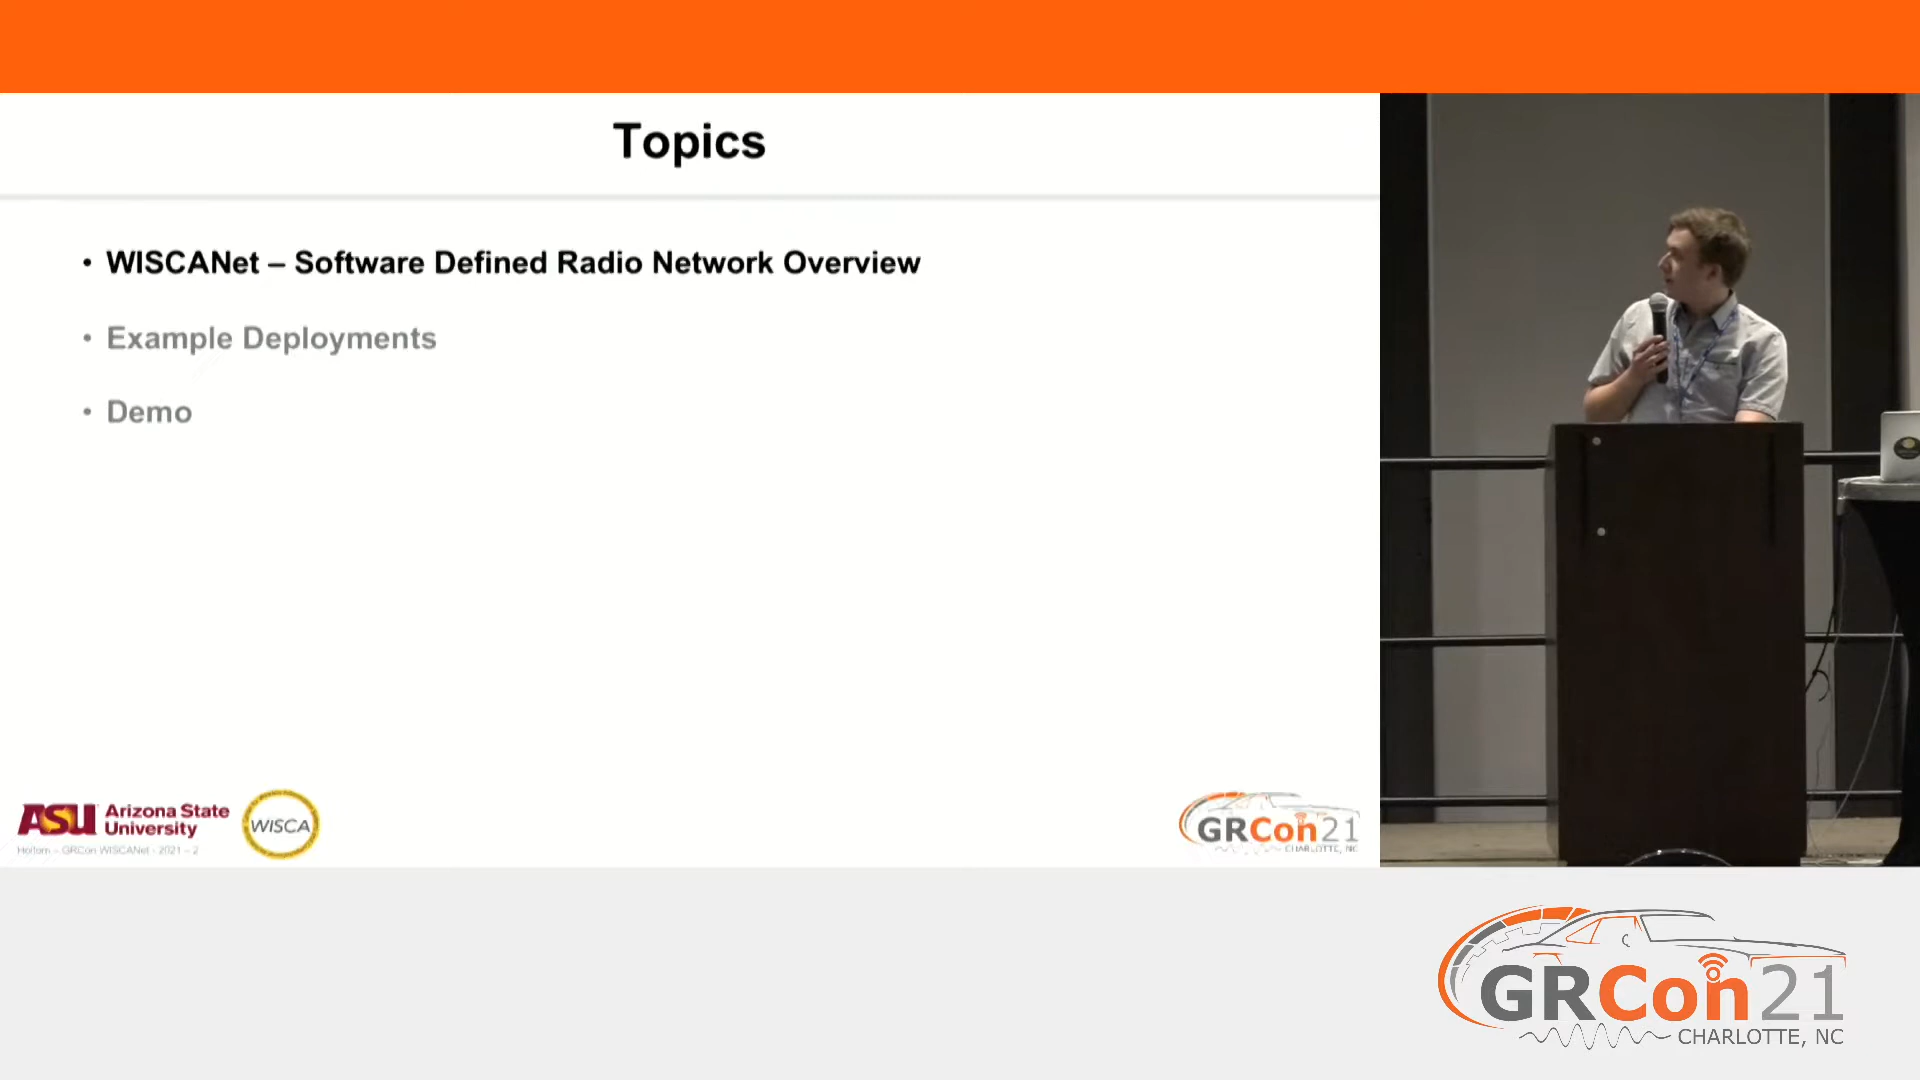 Topics
• WISCANet – Software Defined Radio Network Overview
• Example Deployments
• Demo
ASU Arizona State
University
WISCA
Holtom – GRCon WISCANet - 2021 – 2
GRCon21
CHARLOTTE, NC
GRCon21
CHARLOTTE, NC